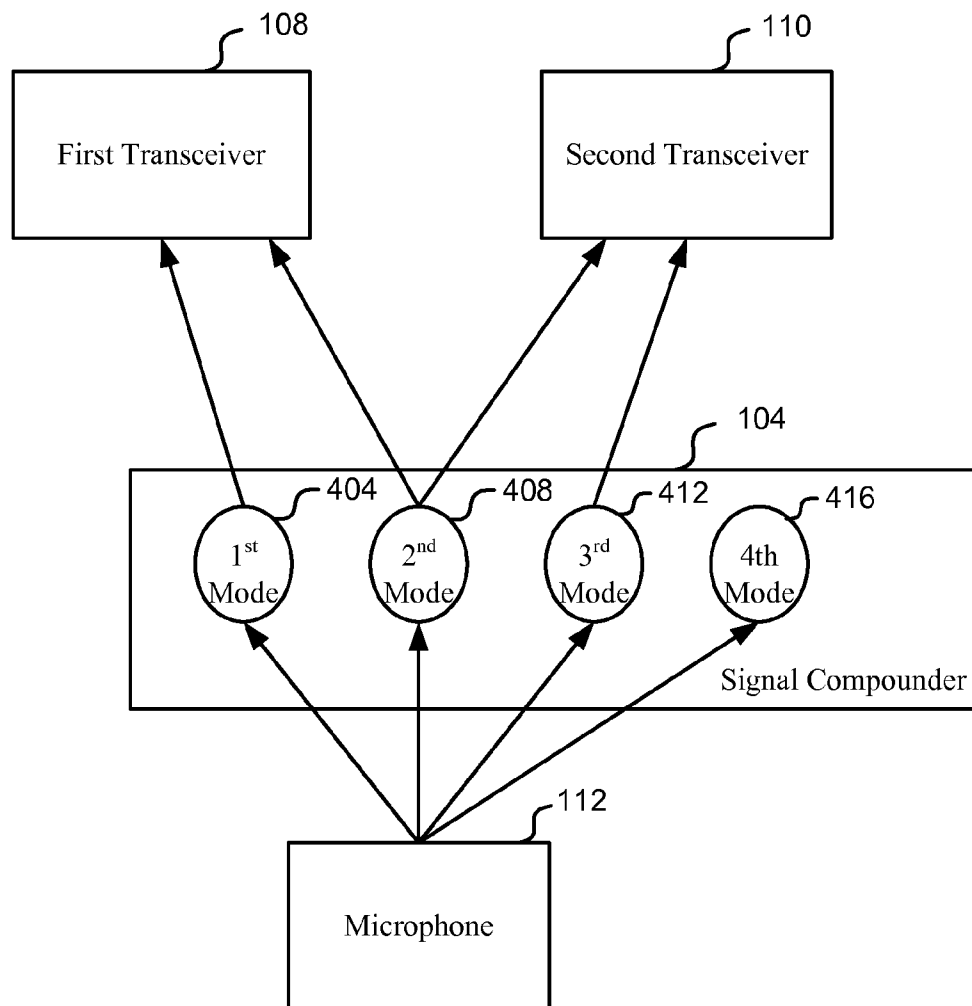 108
110
First Transceiver
Second Transceiver
104
404
408
412
416
1st
Mode
2nd
Mode
3rd
Mode
4th
Mode
Signal Compounder
112
Microphone